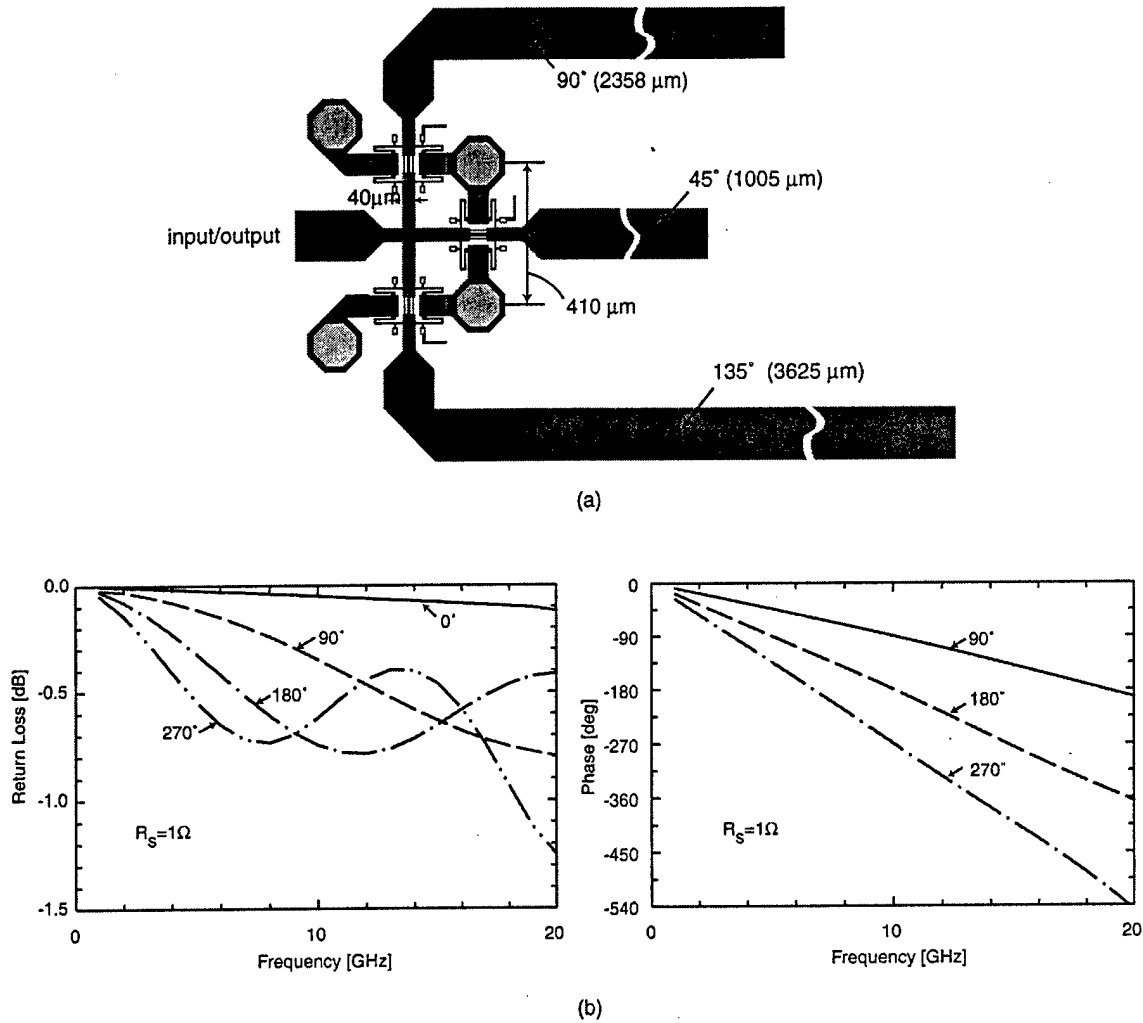 90° (2358 µm)
45° (1005 µm)
40µm
input/output
410 µm
135° (3625 µm)
(a)
0.0
-0.5
-1.0
-1.5
Return Loss [dB]
0°
90°
180°
270°
R_S=1Ω
0
10
20
Frequency [GHz]
0
-90
-180
-270
-360
-450
-540
Phase [deg]
90°
180°
270°
R_S=1Ω
0
10
20
Frequency [GHz]
(b)